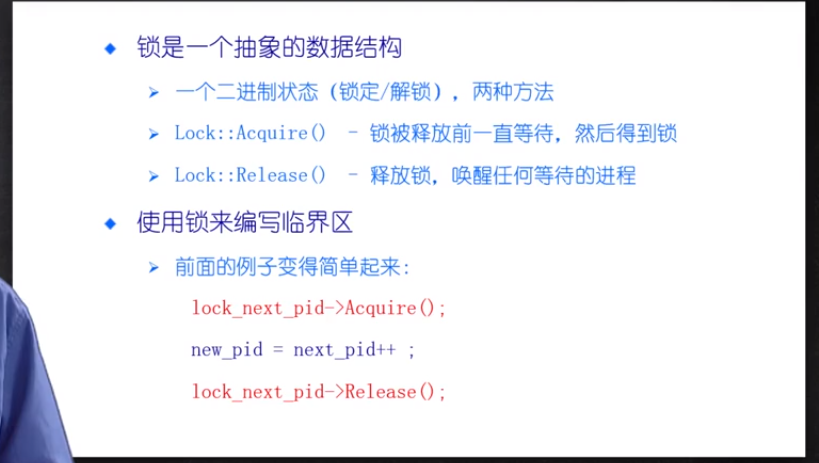 锁是一个抽象的数据结构
一个二进制状态（锁定/解锁），两种方法
Lock::Acquire() - 锁被释放前一直等待，然后得到锁
Lock::Release() - 释放锁，唤醒任何等待的进程
使用锁来编写临界区
前面的例子变得简单起来：
lock_next_pid->Acquire();
new_pid = next_pid++ ;
lock_next_pid->Release();